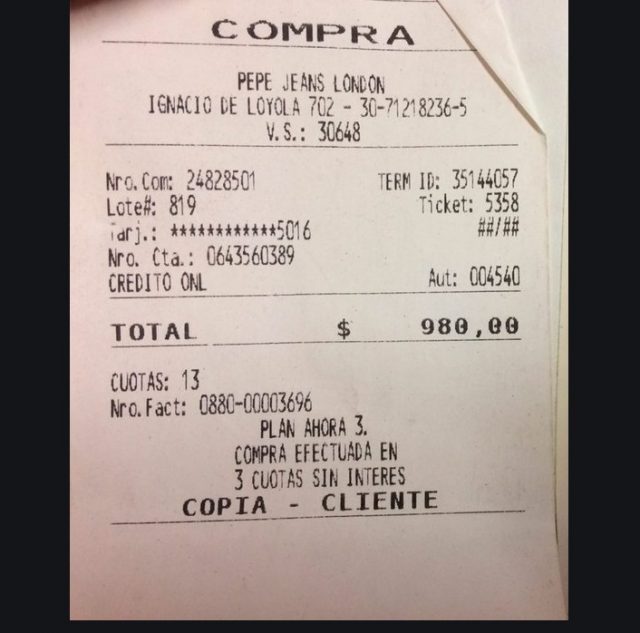 COMPRA
PEPE JEANS LONDON
IGNACIO DE LOYOLA 702 - 30-71218236-5
V.S.: 30648
Nro.Com: 24828501 TERM ID: 35144057
Lote#: 819 Ticket: 5358
Tarj.: ************5016 ##/##
Nro. Cta.: 0643560389
CREDITO ONL Aut: 004540
TOTAL $ 980,00
CUOTAS: 13
Nro.Fact: 0880-00003696
PLAN AHORA 3.
COMPRA EFECTUADA EN
3 CUOTAS SIN INTERES
COPIA - CLIENTE